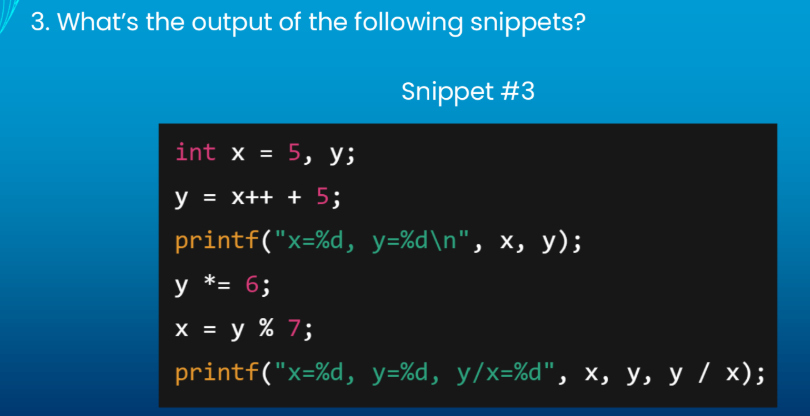 3. What's the output of the following snippets?
Snippet #3
int x = 5, y;
y = x++ + 5;
printf("x=%d, y=%d\n", x, y);
y *= 6;
x = y % 7;
printf("x=%d, y=%d, y/x=%d", x, y, y / x);